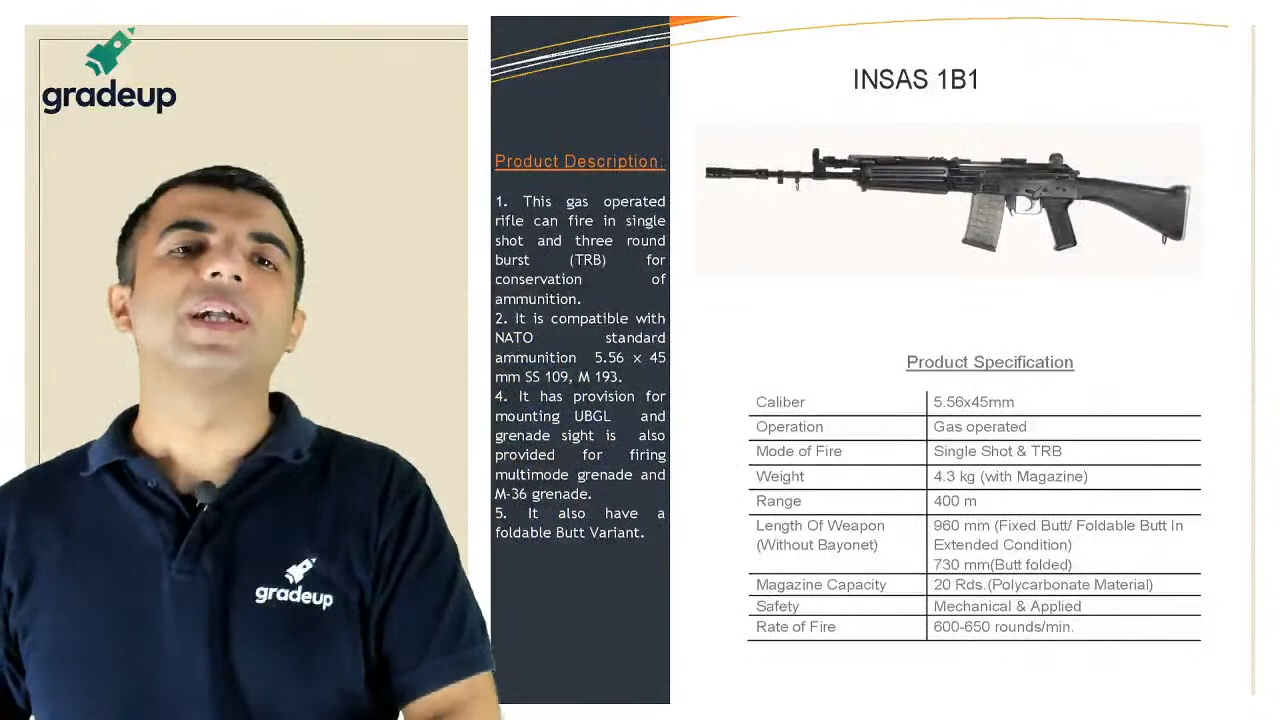 gradeup
gradeup
Product Description:
1. This gas operated
rifle can fire in single
shot and three round
burst (TRB) for
conservation of
ammunition.
2. It is compatible with
NATO standard
ammunition 5.56 x 45
mm SS 109, M 193.
4. It has provision for
mounting UBGL and
grenade sight is also
provided for firing
multimode grenade and
M-36 grenade.
5. It also have a
foldable Butt Variant.
INSAS 1B1
Product Specification
Caliber 5.56x45mm
Operation Gas operated
Mode of Fire Single Shot & TRB
Weight 4.3 kg (with Magazine)
Range 400 m
Length Of Weapon 960 mm (Fixed Butt/ Foldable Butt In
(Without Bayonet) Extended Condition)
730 mm(Butt folded)
Magazine Capacity 20 Rds.(Polycarbonate Material)
Safety Mechanical & Applied
Rate of Fire 600-650 rounds/min.